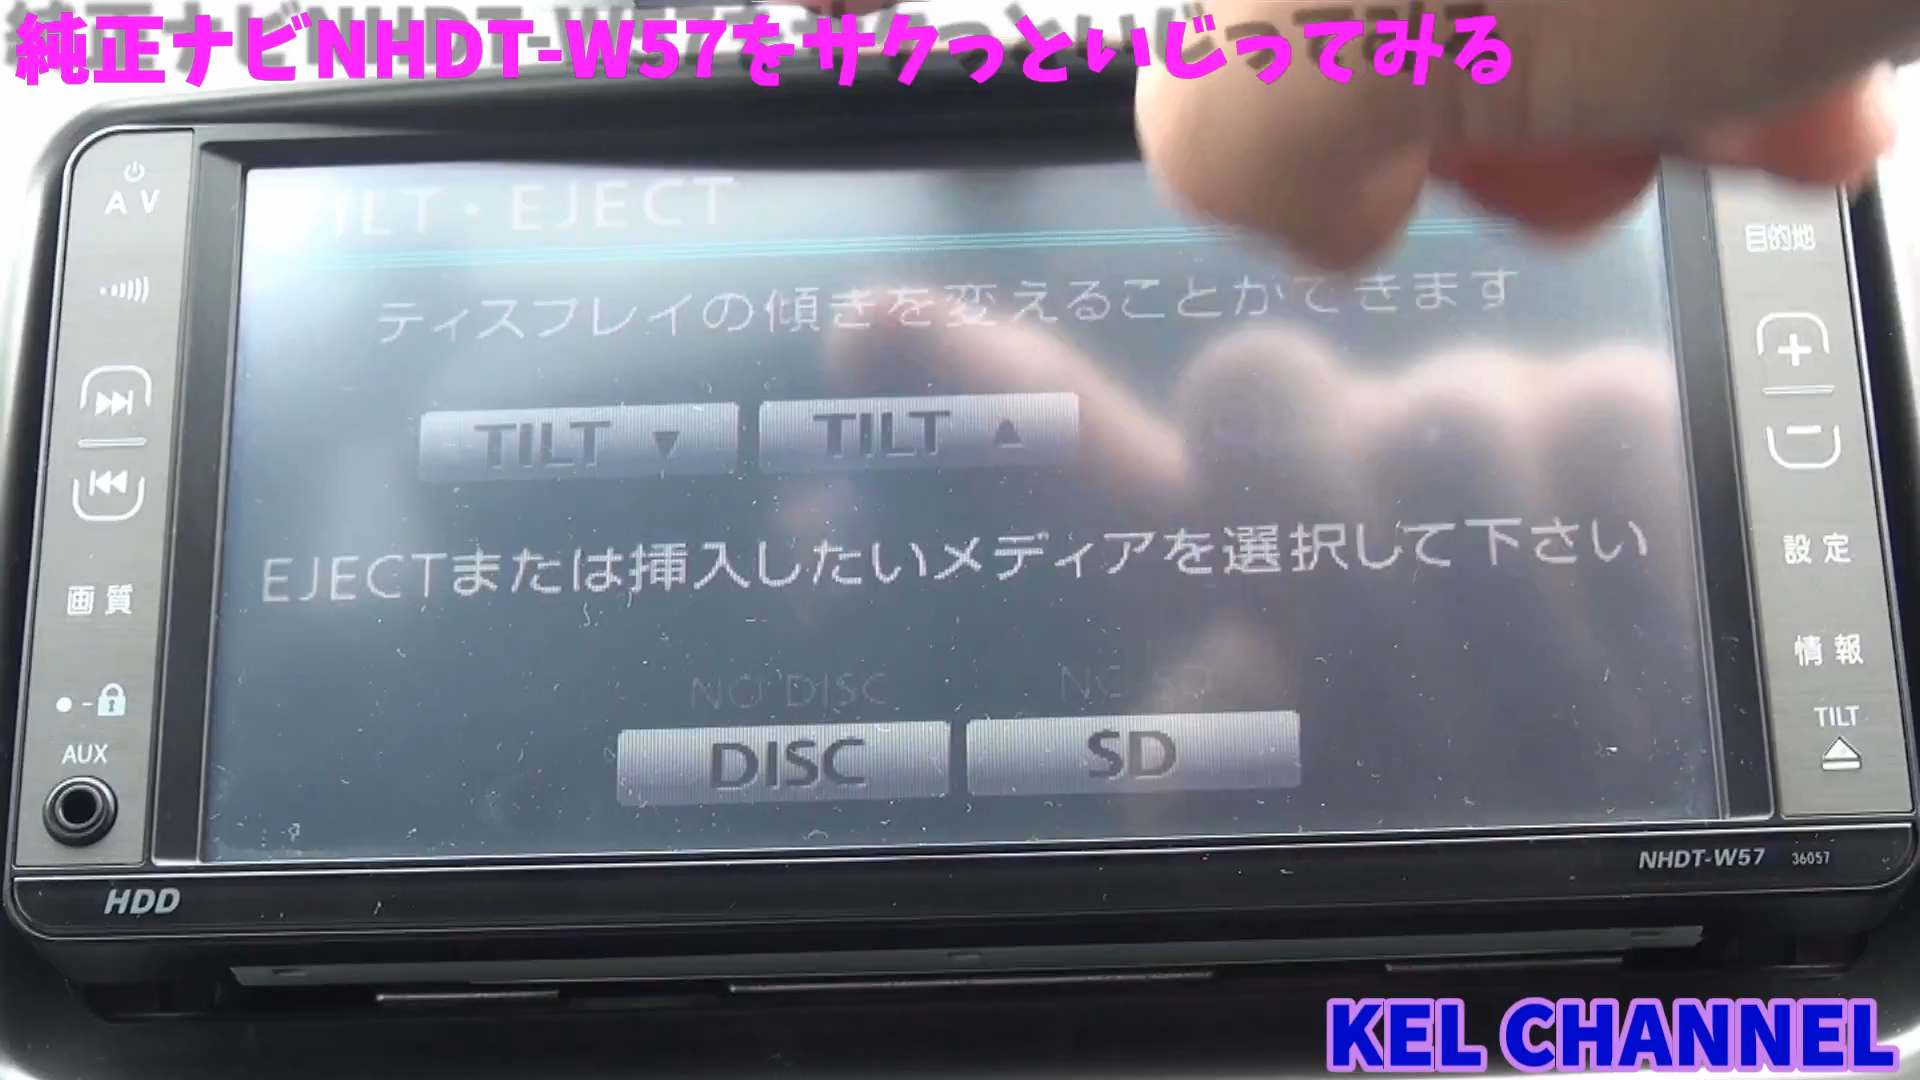 純正ナビNHDT-W57をサクっといじってみる
AV
目的地
TILT・EJECT
ディスプレイの傾きを変えることができます
TILT ▼
TILT ▲
EJECTまたは挿入したいメディアを選択して下さい
画質
設定
情報
NO DISC
NO SD
DISC
SD
AUX
TILT
HDD
NHDT-W57 36057
KEL CHANNEL